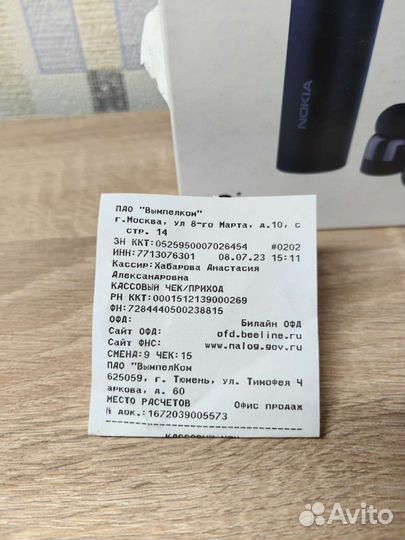 NOKIA
ПАО "Вымпелком"
г.Москва, ул 8-го Марта, д.10, с
стр. 14
ЗН ККТ:0525950007026454 #0202
ИНН:7713076301 08.07.23 15:11
Кассир:Хабарова Анастасия
Александровна
КАССОВЫЙ ЧЕК/ПРИХОД
РН ККТ:0001512139000269
ФН:7284440500238815
ОФД: Билайн ОФД
Сайт ОФД: ofd.beeline.ru
Сайт ФНС: www.nalog.gov.ru
СМЕНА:9 ЧЕК:15
ПАО "ВымпелКом
625059, г. Тюмень, ул. Тимофея Ч
аркова, д. 60
МЕСТО РАСЧЕТОВ Офис продаж
N док.:1672039005573
КАССОВЫЙ ЧЕК
Avito